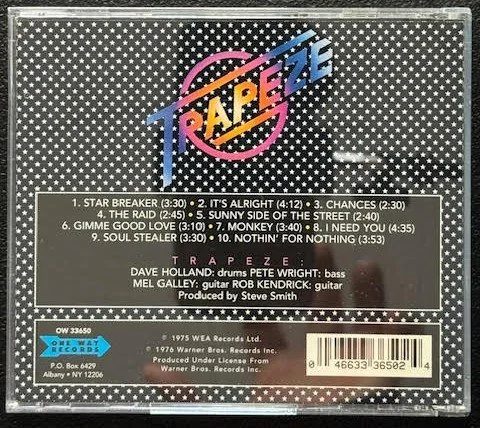 TRAPEZE
1. STAR BREAKER (3:30) • 2. IT'S ALRIGHT (4:12) • 3. CHANCES (2:30)
4. THE RAID (2:45) • 5. SUNNY SIDE OF THE STREET (2:40)
6. GIMME GOOD LOVE (3:10) • 7. MONKEY (3:40) • 8. I NEED YOU (4:35)
9. SOUL STEALER (3:30) • 10. NOTHIN' FOR NOTHING (3:53)
TRAPEZE:
DAVE HOLLAND: drums PETE WRIGHT: bass
MEL GALLEY: guitar ROB KENDRICK: guitar
Produced by Steve Smith
OW 33650
ONE WAY
RECORDS
P.O. Box 6429
Albany • NY 12206
℗ 1975 WEA Records Ltd.
© 1976 Warner Bros. Records Inc.
Produced Under License From
Warner Bros. Records Inc.
0 46633 36502 4